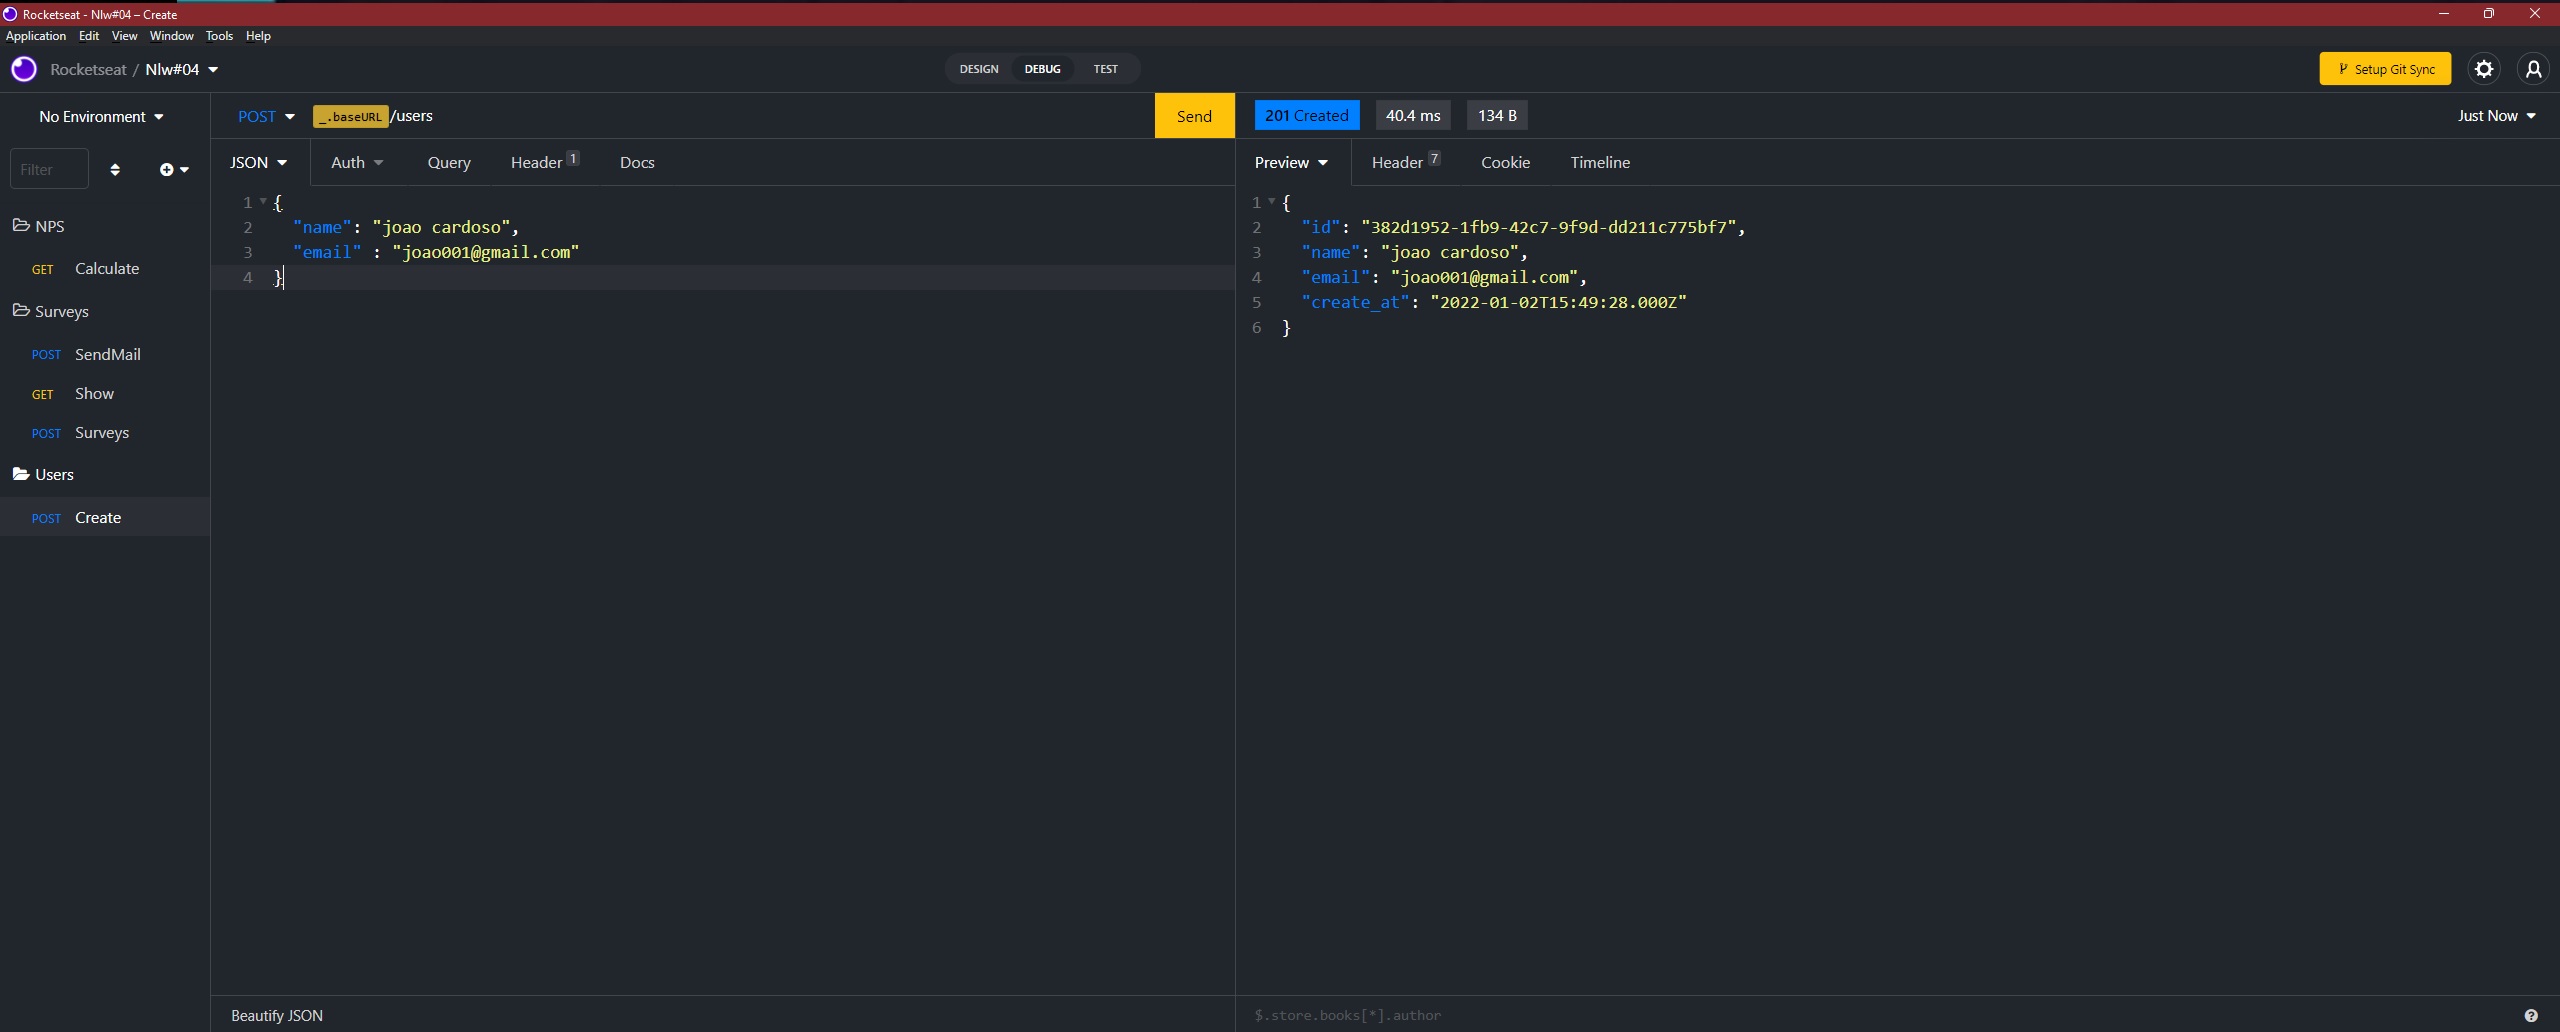 Rocketseat - Nlw#04 – Create
Application Edit View Window Tools Help
Rocketseat / Nlw#04
DESIGN DEBUG TEST
Setup Git Sync
No Environment
POST _.baseURL /users
Send
201 Created 40.4 ms 134 B
Just Now
Filter
JSON Auth Query Header 1 Docs
Preview Header 7 Cookie Timeline
NPS
GET Calculate
Surveys
POST SendMail
GET Show
POST Surveys
Users
POST Create
1 {
2 "name": "joao cardoso",
3 "email" : "joao001@gmail.com"
4 }
1 {
2 "id": "382d1952-1fb9-42c7-9f9d-dd211c775bf7",
3 "name": "joao cardoso",
4 "email": "joao001@gmail.com",
5 "create_at": "2022-01-02T15:49:28.000Z"
6 }
Beautify JSON
$.store.books[*].author